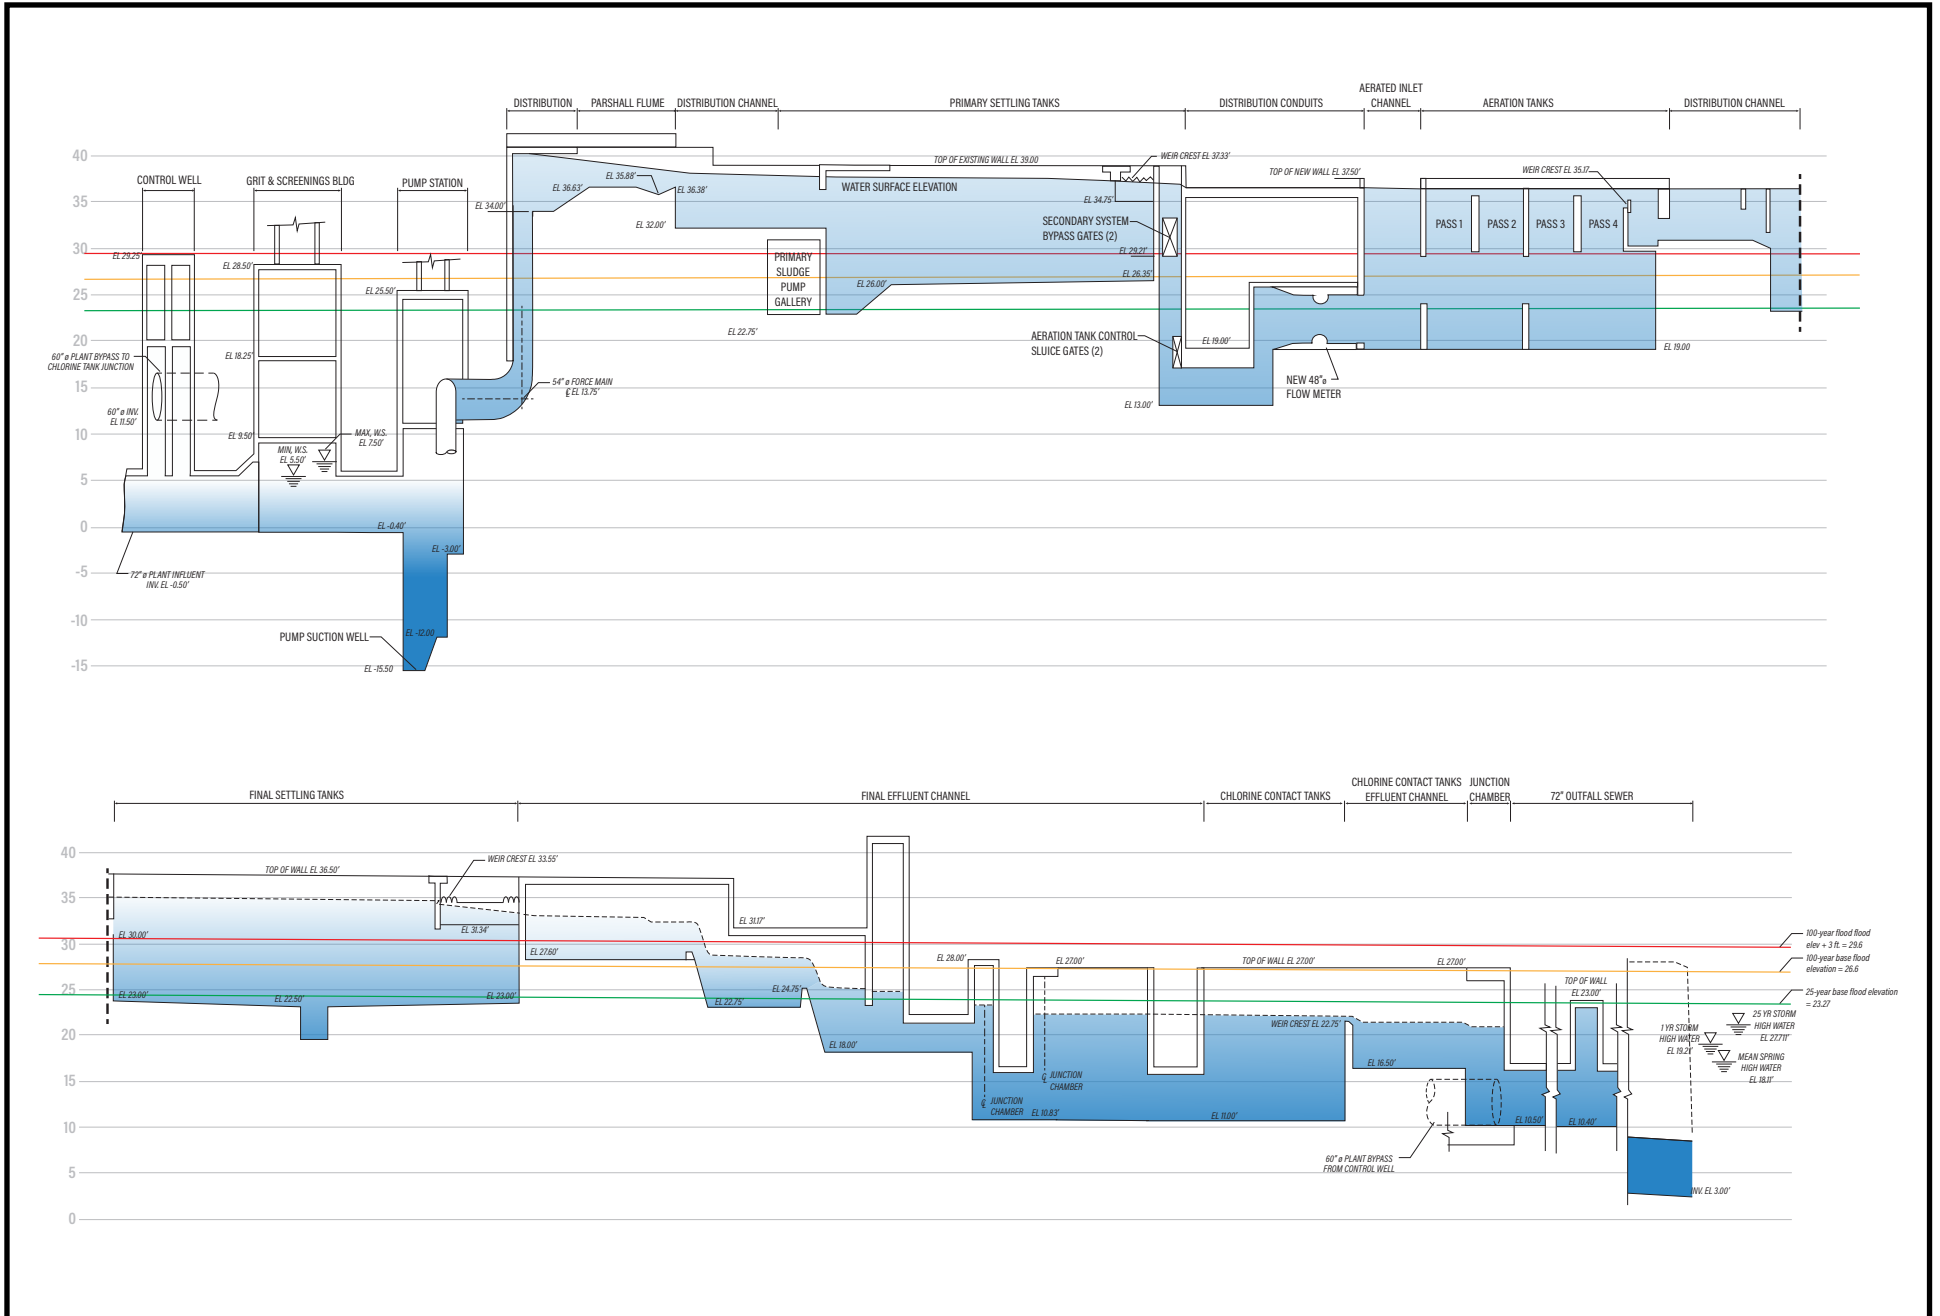 DISTRIBUTION
PARSHALL FLUME
DISTRIBUTION CHANNEL
PRIMARY SETTLING TANKS
DISTRIBUTION CONDUITS
AERATED INLET
CHANNEL
AERATION TANKS
DISTRIBUTION CHANNEL
CONTROL WELL
GRIT & SCREENINGS BLDG
PUMP STATION
40
35
30
25
20
15
10
5
0
-5
-10
-15
EL 29.25'
EL 28.50'
EL 25.50'
EL 18.25'
EL 9.50'
60" ø PLANT BYPASS TO
CHLORINE TANK JUNCTION
60" ø INV.
EL 11.50'
MIN, W.S.
EL 5.50'
MAX, W.S.
EL 7.50'
EL -0.40'
EL -3.00'
EL -12.00
EL -15.50
72" ø PLANT INFLUENT
INV. EL -0.50'
PUMP SUCTION WELL
54" ø FORCE MAIN
℄ EL 13.75'
EL 34.00'
EL 36.63'
EL 35.88'
EL 36.38'
EL 32.00'
TOP OF EXISTING WALL EL 39.00
WATER SURFACE ELEVATION
PRIMARY
SLUDGE
PUMP
GALLERY
EL 22.75'
EL 26.00'
WEIR CREST EL 37.33'
EL 34.75'
SECONDARY SYSTEM
BYPASS GATES (2)
EL 29.21'
EL 26.35'
AERATION TANK CONTROL
SLUICE GATES (2)
EL 19.00'
EL 13.00'
NEW 48"ø
FLOW METER
TOP OF NEW WALL EL 37.50'
WEIR CREST EL 35.17
PASS 1
PASS 2
PASS 3
PASS 4
EL 19.00
FINAL SETTLING TANKS
FINAL EFFLUENT CHANNEL
CHLORINE CONTACT TANKS
CHLORINE CONTACT TANKS
EFFLUENT CHANNEL
JUNCTION
CHAMBER
72" OUTFALL SEWER
40
35
30
25
20
15
10
5
0
TOP OF WALL EL 36.50'
WEIR CREST EL 33.55'
EL 30.00'
EL 31.34'
EL 23.00'
EL 22.50'
EL 23.00'
EL 27.60'
EL 31.17'
EL 22.75'
EL 24.75'
EL 18.00'
EL 28.00'
EL 27.00'
℄ JUNCTION
CHAMBER
℄ JUNCTION
CHAMBER
EL 10.83'
EL 11.00'
TOP OF WALL EL 27.00'
WEIR CREST EL 22.75'
EL 27.00'
EL 16.50'
60" ø PLANT BYPASS
FROM CONTROL WELL
EL 10.50'
EL 10.40'
TOP OF WALL
EL 23.00'
INV. EL 3.00'
100-year flood flood
elev + 3 ft. = 29.6
100-year base flood
elevation = 26.6
25-year base flood elevation
= 23.27
25 YR STORM
HIGH WATER
EL 27.711'
1 YR STORM
HIGH WATER
EL 19.21'
MEAN SPRING
HIGH WATER
EL 18.11'